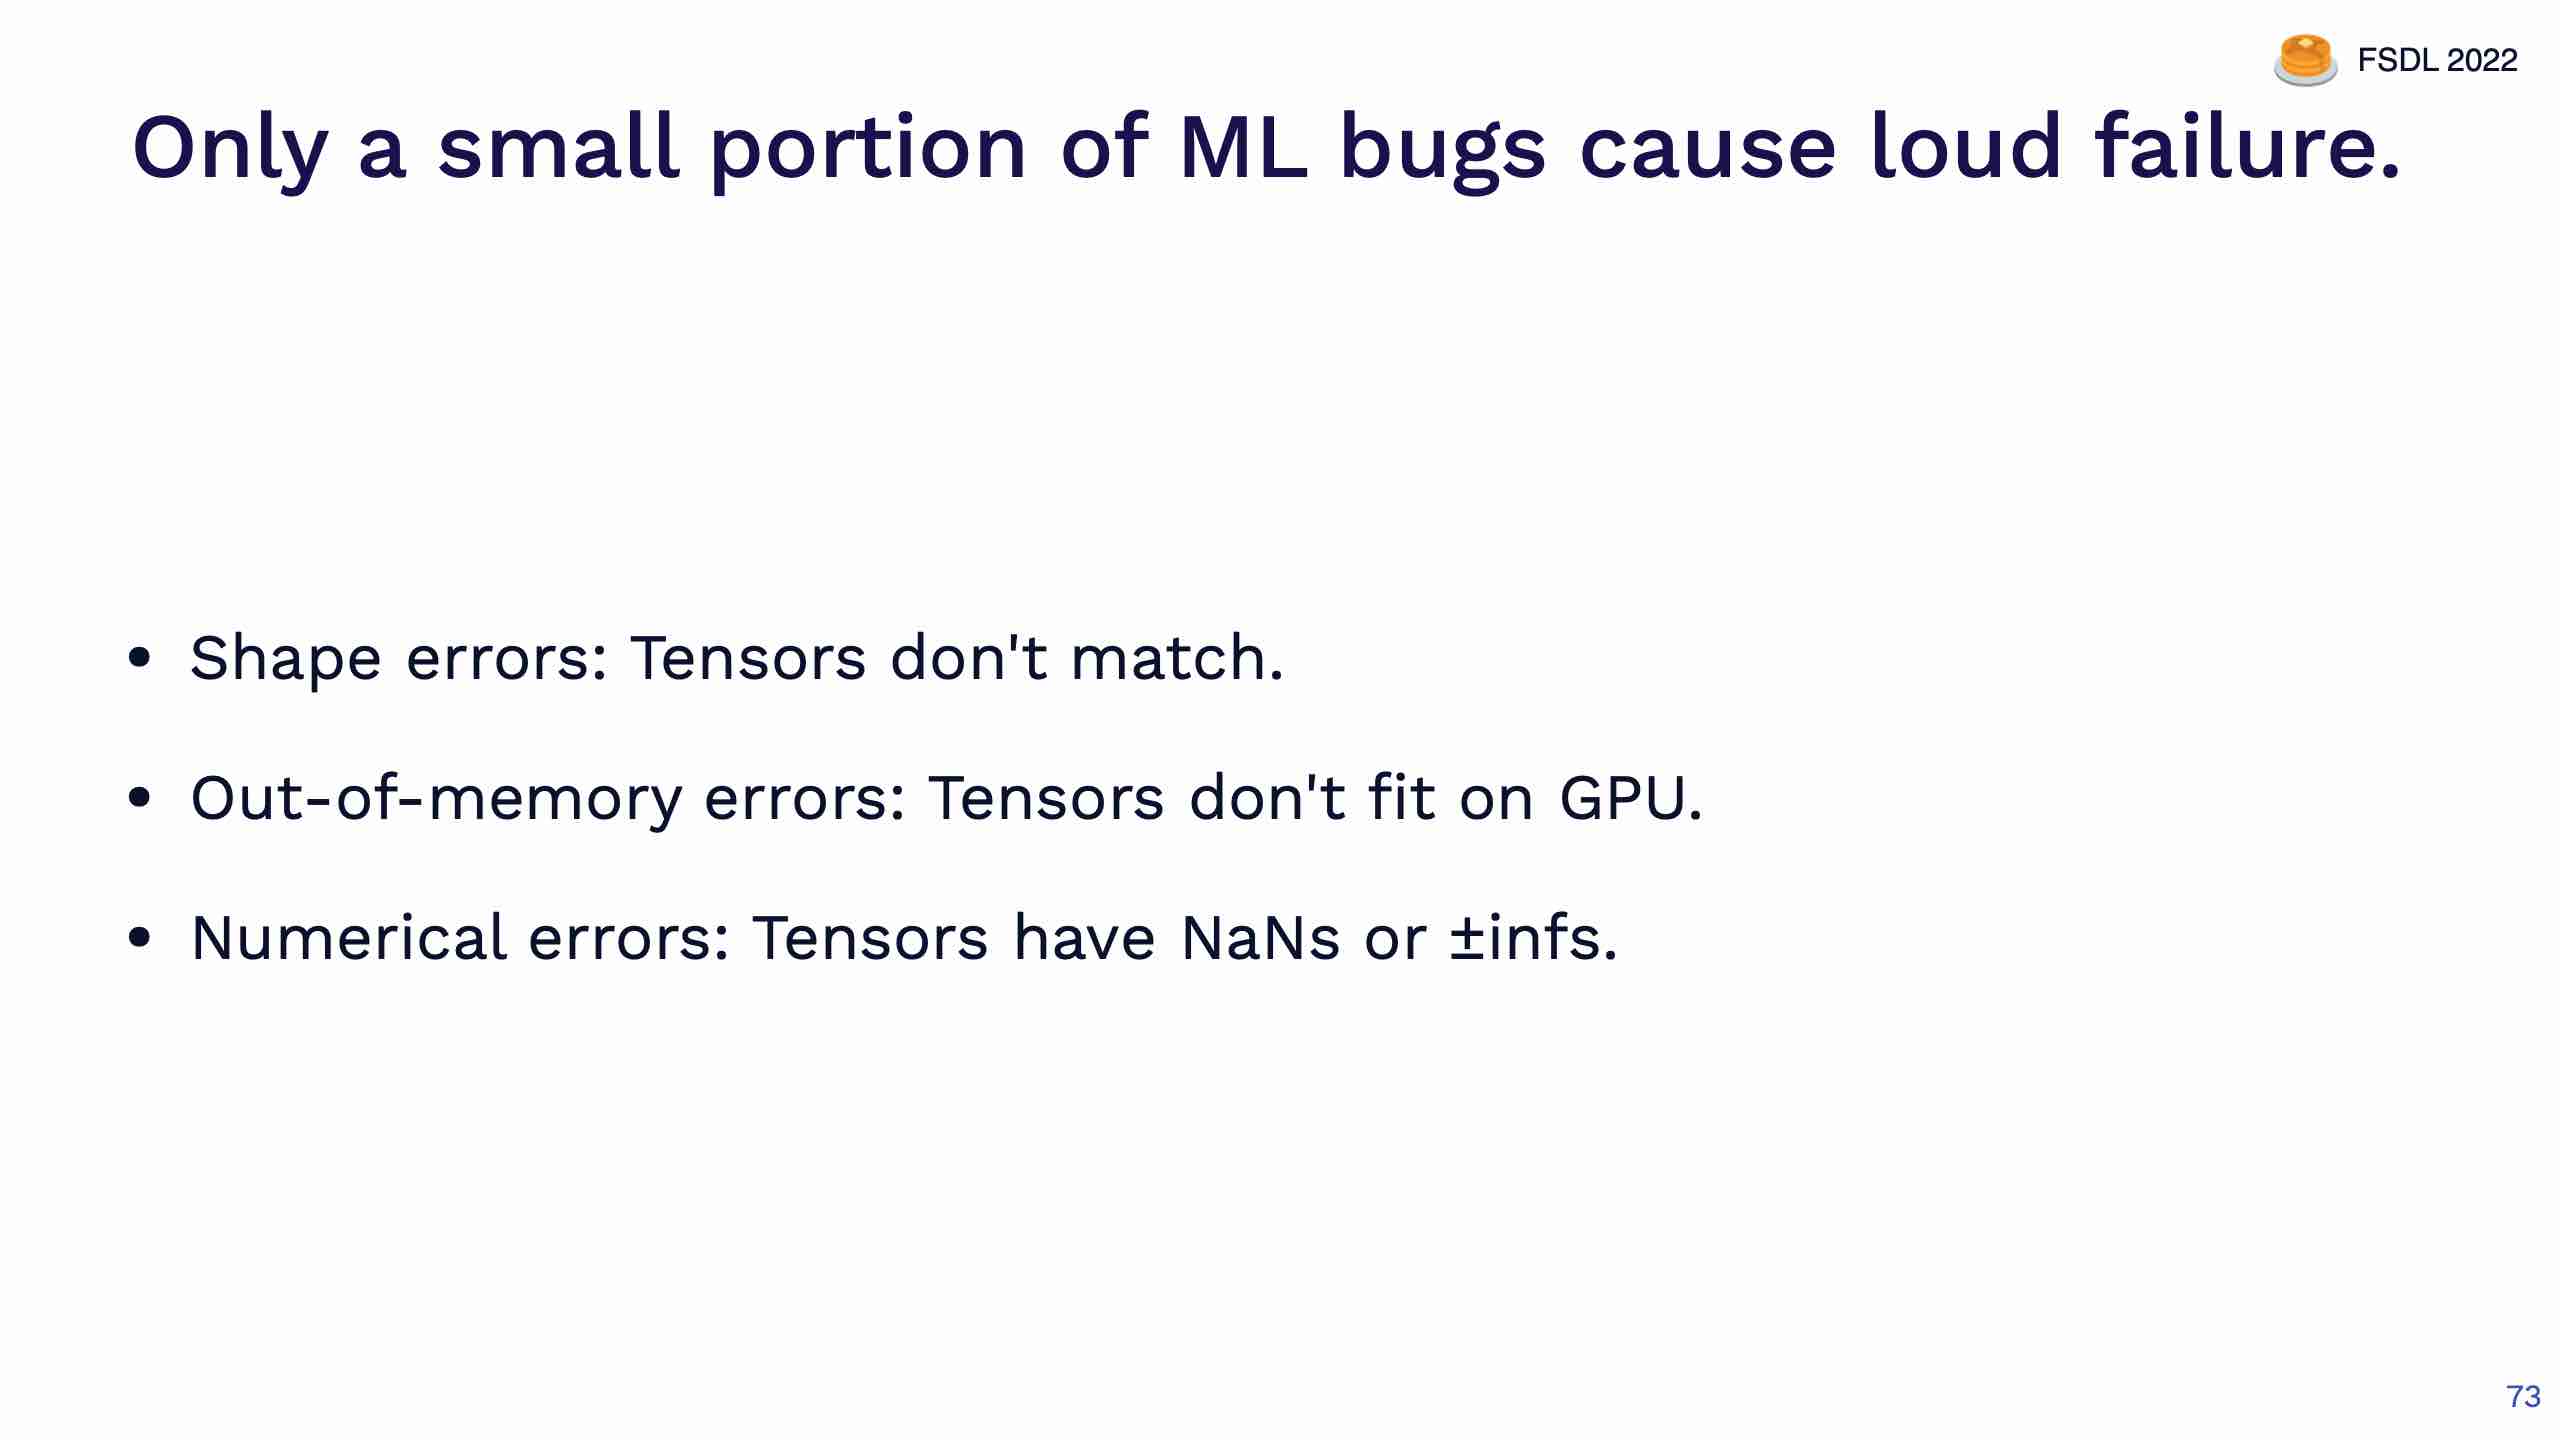 FSDL 2022
Only a small portion of ML bugs cause loud failure.
• Shape errors: Tensors don't match.
• Out-of-memory errors: Tensors don't fit on GPU.
• Numerical errors: Tensors have NaNs or ±infs.
73